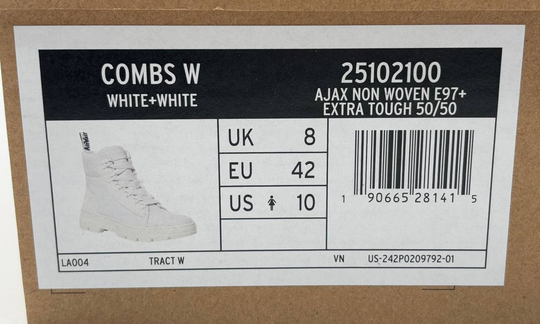 COMBS W
WHITE+WHITE
25102100
AJAX NON WOVEN E97+
EXTRA TOUGH 50/50
UK 8
EU 42
US 10
1 90665 28141 5
LA004 TRACT W VN US-242P0209792-01